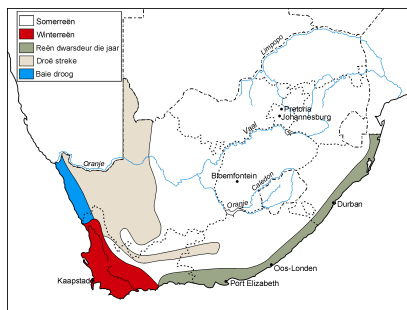 Somerreën
Winterreën
Reën dwarsdeur die jaar
Droë streke
Baie droog
Limpopo
Pretoria
Johannesburg
Vaal
Oranje
Bloemfontein
Caledon
Oranje
Durban
Oos-Londen
Kaapstad
Port Elizabeth